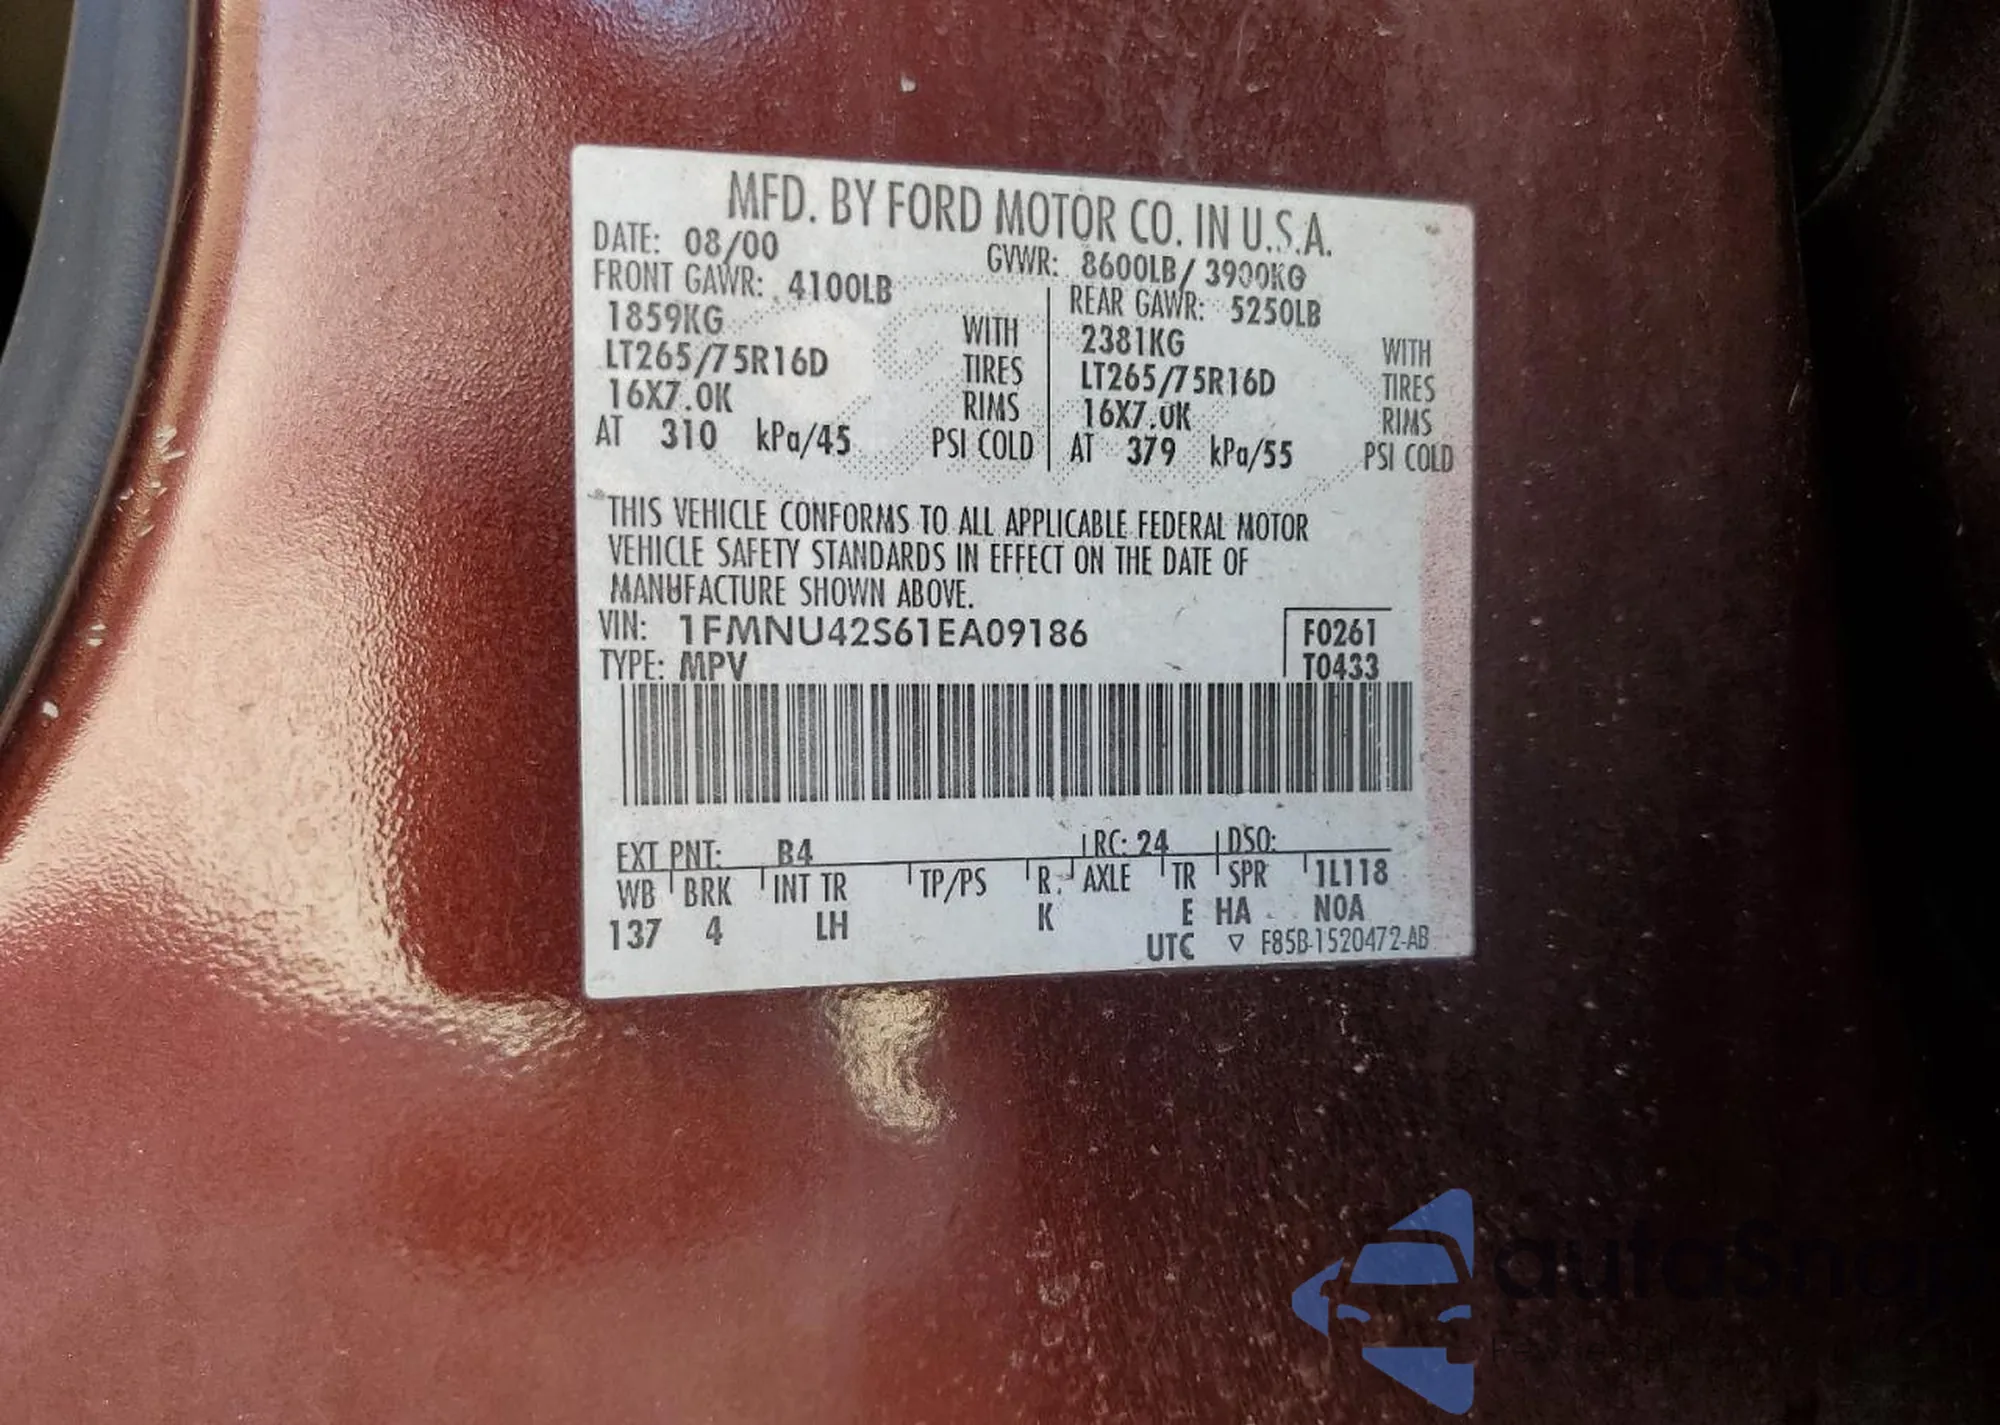 MFD. BY FORD MOTOR CO. IN U.S.A.
DATE: 08/00 GVWR: 8600LB/ 3900KG
FRONT GAWR: 4100LB REAR GAWR: 5250LB
1859KG WITH 2381KG WITH
LT265/75R16D TIRES LT265/75R16D TIRES
16X7.0K RIMS 16X7.0K RIMS
AT 310 kPa/45 PSI COLD AT 379 kPa/55 PSI COLD
THIS VEHICLE CONFORMS TO ALL APPLICABLE FEDERAL MOTOR
VEHICLE SAFETY STANDARDS IN EFFECT ON THE DATE OF
MANUFACTURE SHOWN ABOVE.
VIN: 1FMNU42S61EA09186 F0261
TYPE: MPV T0433
EXT PNT: B4 RC: 24 DSO:
WB BRK INT TR TP/PS R. AXLE TR SPR 1L118
137 4 LH K E HA N0A
UTC ▽ F85B-1520472-AB
autoSnap